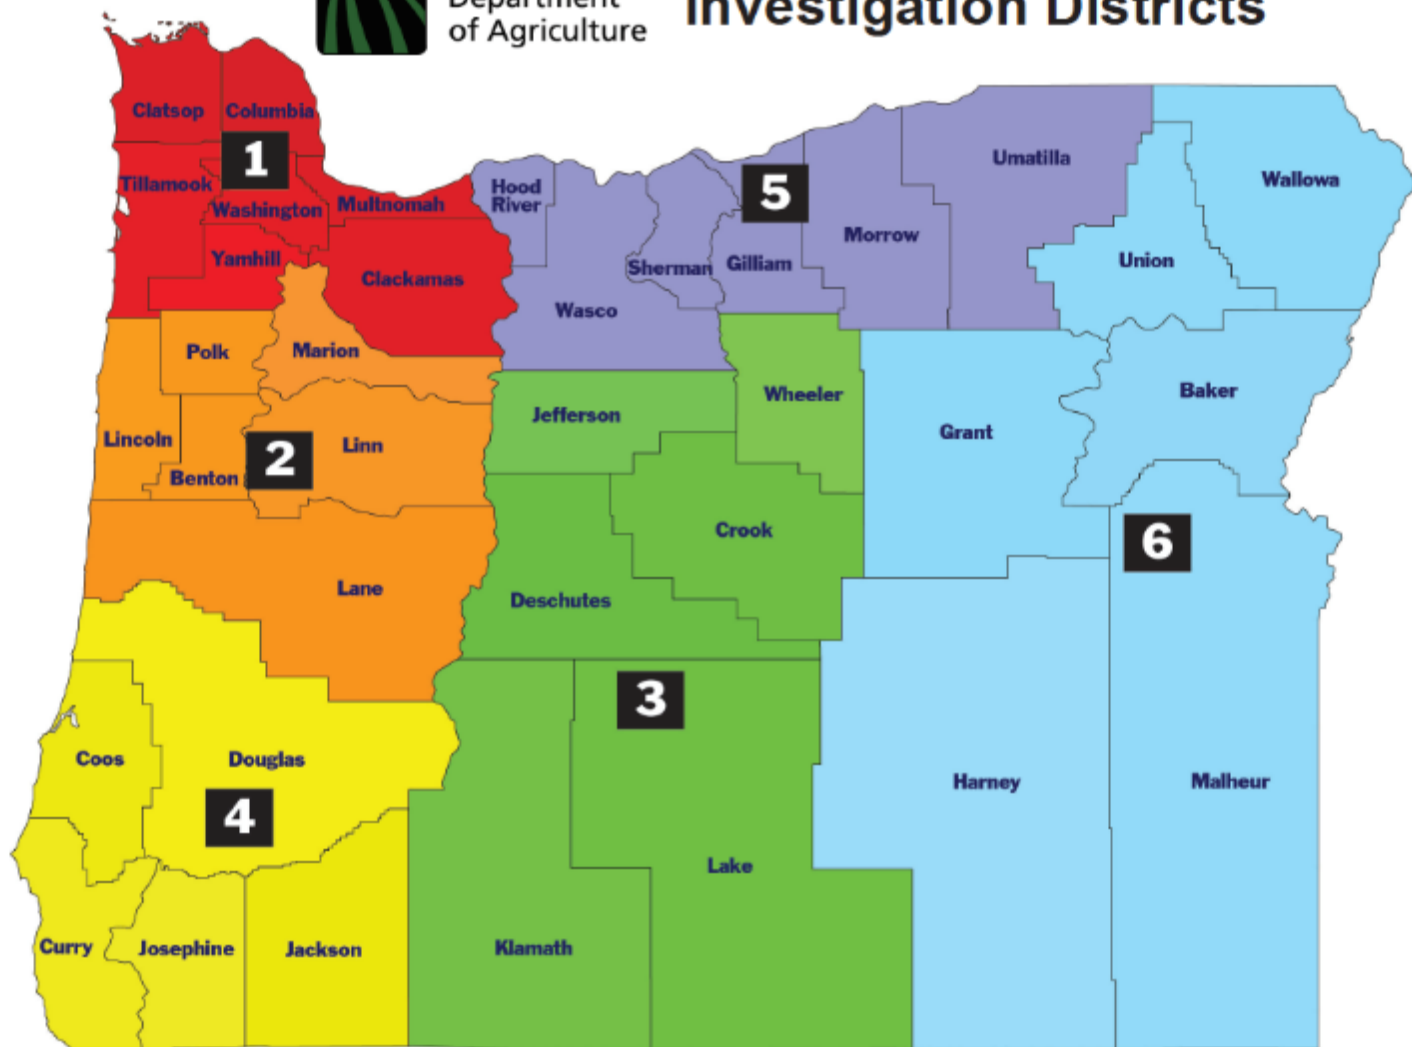 Department
of Agriculture
Investigation Districts
Clatsop
Columbia
1
Tillamook
Washington
Multnomah
Yamhill
Clackamas
Hood
River
5
Umatilla
Wallowa
Morrow
Union
Sherman
Gilliam
Wasco
Polk
Marion
Lincoln
Benton
2
Linn
Lane
Jefferson
Wheeler
Grant
Baker
Crook
Deschutes
6
3
Coos
Douglas
4
Harney
Malheur
Lake
Curry
Josephine
Jackson
Klamath